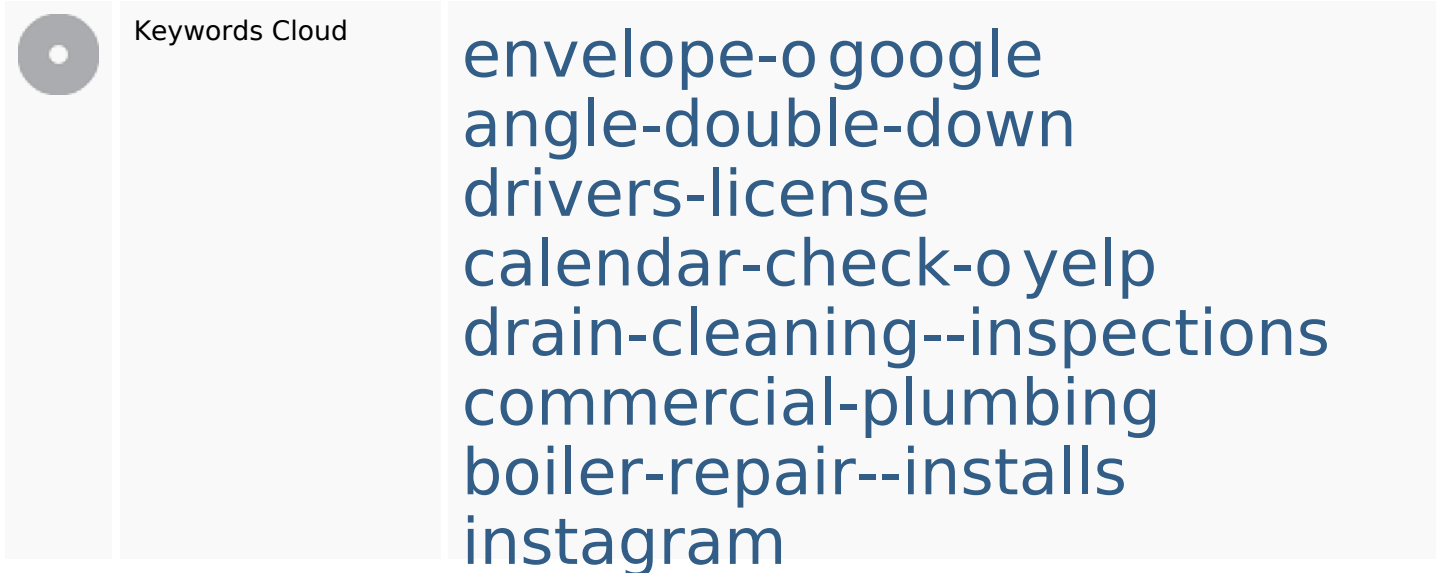 Keywords Cloud
envelope-o google
angle-double-down
drivers-license
calendar-check-o yelp
drain-cleaning--inspections
commercial-plumbing
boiler-repair--installs
instagram